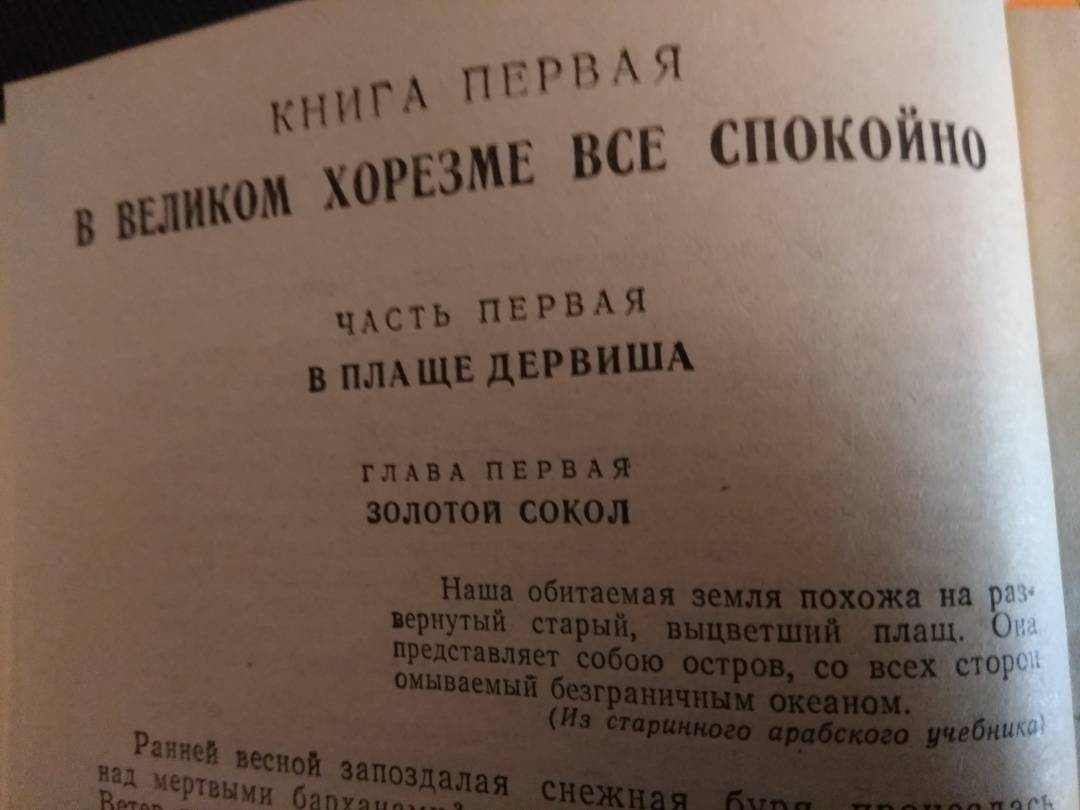 КНИГА ПЕРВАЯ
В ВЕЛИКОМ ХОРЕЗМЕ ВСЕ СПОКОЙНО
ЧАСТЬ ПЕРВАЯ
В ПЛАЩЕ ДЕРВИША
ГЛАВА ПЕРВАЯ
ЗОЛОТОЙ СОКОЛ
Наша обитаемая земля похожа на раз-
вернутый старый, выцветший плащ. Она
представляет собою остров, со всех сторон
омываемый безграничным океаном.
(Из старинного арабского учебника)
Ранней весной запоздалая снежная буря
над мертвыми барханами
Ветер